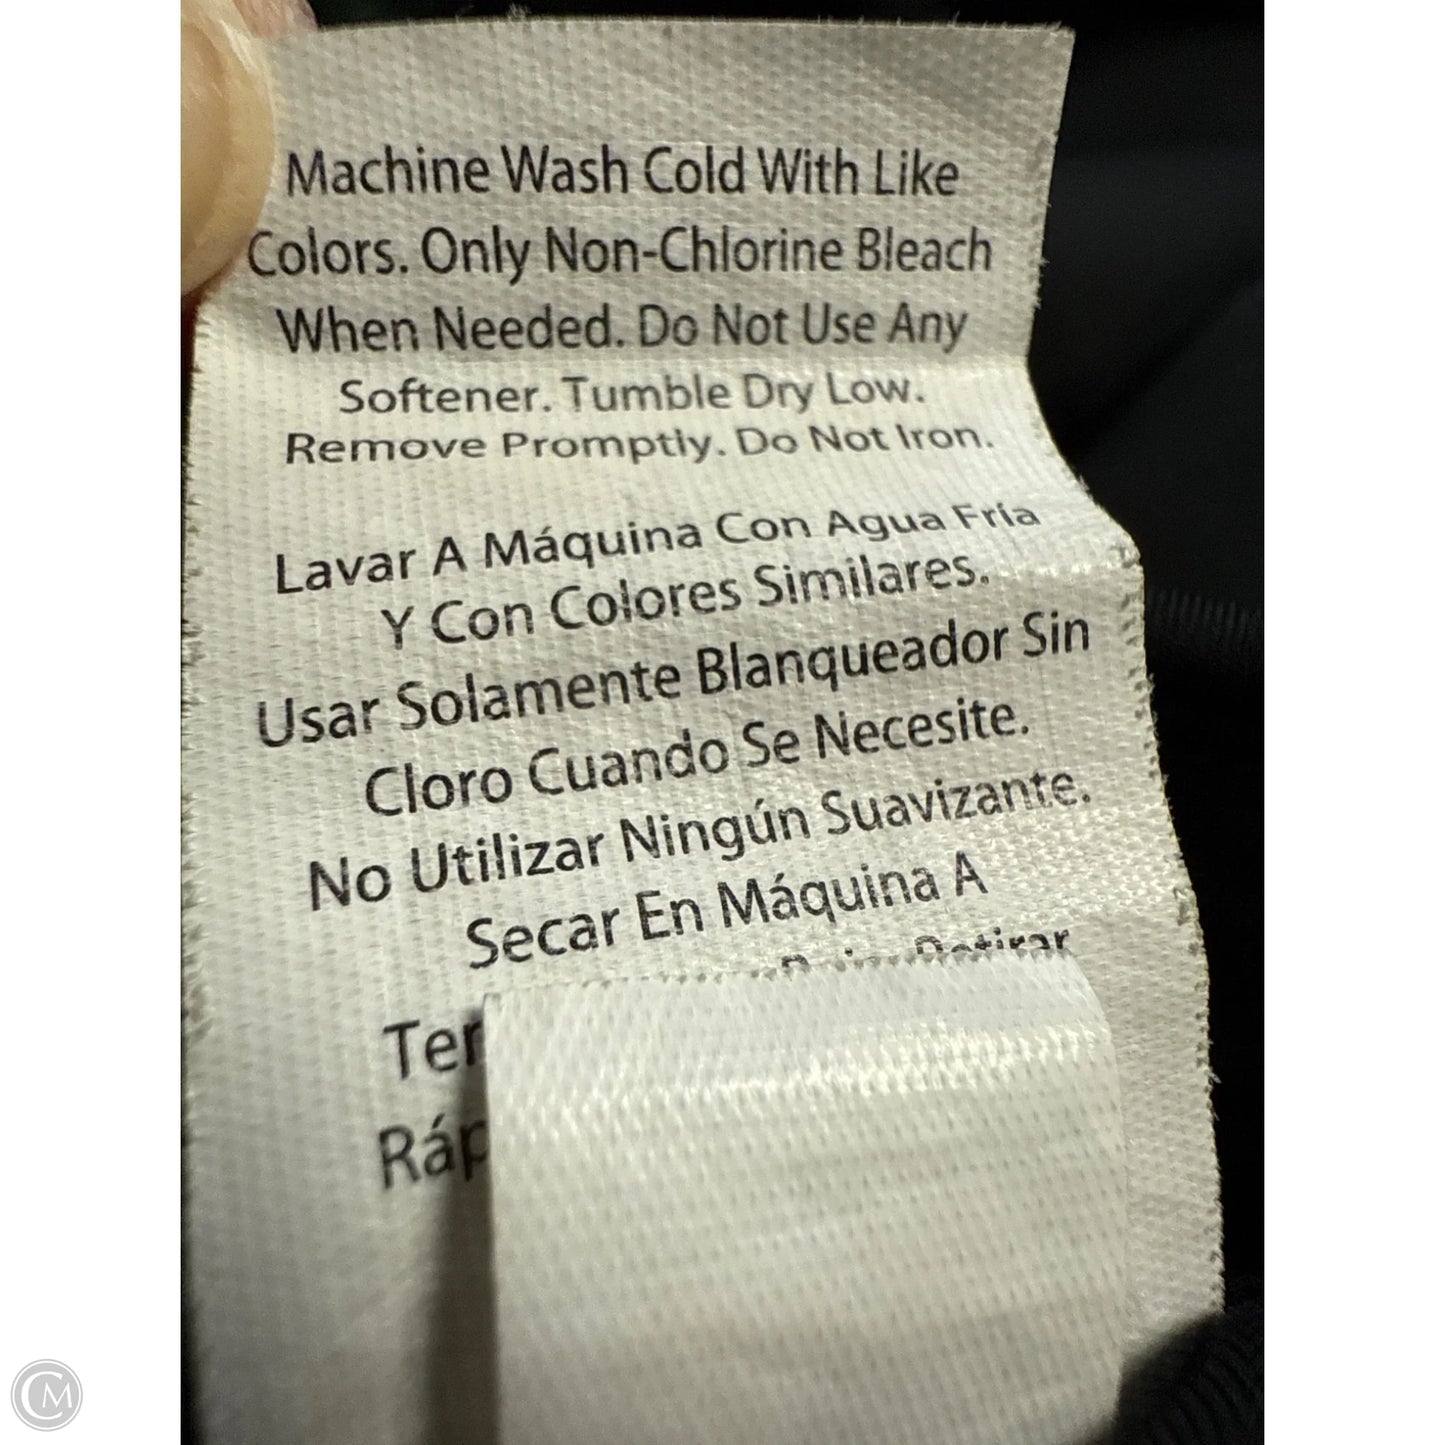 Machine Wash Cold With Like
Colors. Only Non-Chlorine Bleach
When Needed. Do Not Use Any
Softener. Tumble Dry Low.
Remove Promptly. Do Not Iron.
Lavar A Máquina Con Agua Fría
Y Con Colores Similares.
Usar Solamente Blanqueador Sin
Cloro Cuando Se Necesite.
No Utilizar Ningún Suavizante.
Secar En Máquina A
Retirar
CM